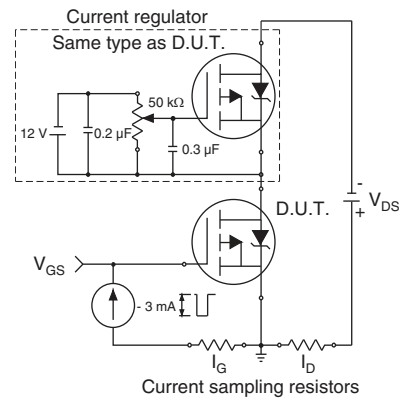 Current regulator
Same type as D.U.T.
50 kΩ
12 V
0.2 µF
0.3 µF
-
+
V_DS
D.U.T.
V_GS
- 3 mA
I_G
I_D
Current sampling resistors